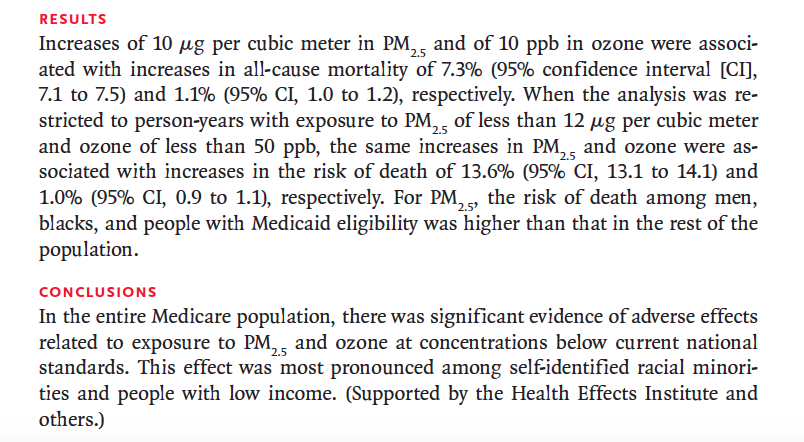 RESULTS
Increases of 10 μg per cubic meter in PM2.5 and of 10 ppb in ozone were associ-
ated with increases in all-cause mortality of 7.3% (95% confidence interval [CI],
7.1 to 7.5) and 1.1% (95% CI, 1.0 to 1.2), respectively. When the analysis was re-
stricted to person-years with exposure to PM2.5 of less than 12 μg per cubic meter
and ozone of less than 50 ppb, the same increases in PM2.5 and ozone were as-
sociated with increases in the risk of death of 13.6% (95% CI, 13.1 to 14.1) and
1.0% (95% CI, 0.9 to 1.1), respectively. For PM2.5, the risk of death among men,
blacks, and people with Medicaid eligibility was higher than that in the rest of the
population.
CONCLUSIONS
In the entire Medicare population, there was significant evidence of adverse effects
related to exposure to PM2.5 and ozone at concentrations below current national
standards. This effect was most pronounced among self-identified racial minori-
ties and people with low income. (Supported by the Health Effects Institute and
others.)